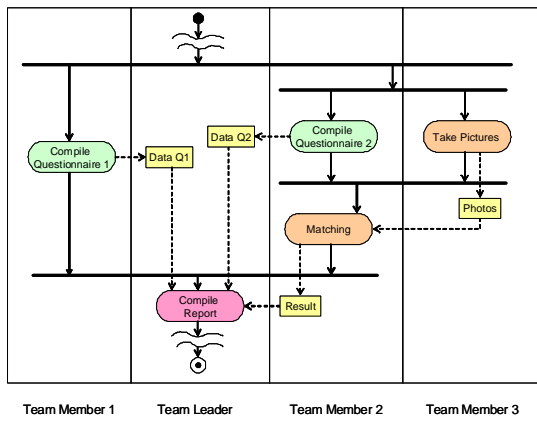 Compile
Questionnaire 1
Data Q1
Data Q2
Compile
Questionnaire 2
Take Pictures
Photos
Matching
Compile
Report
Result
Team Member 1
Team Leader
Team Member 2
Team Member 3